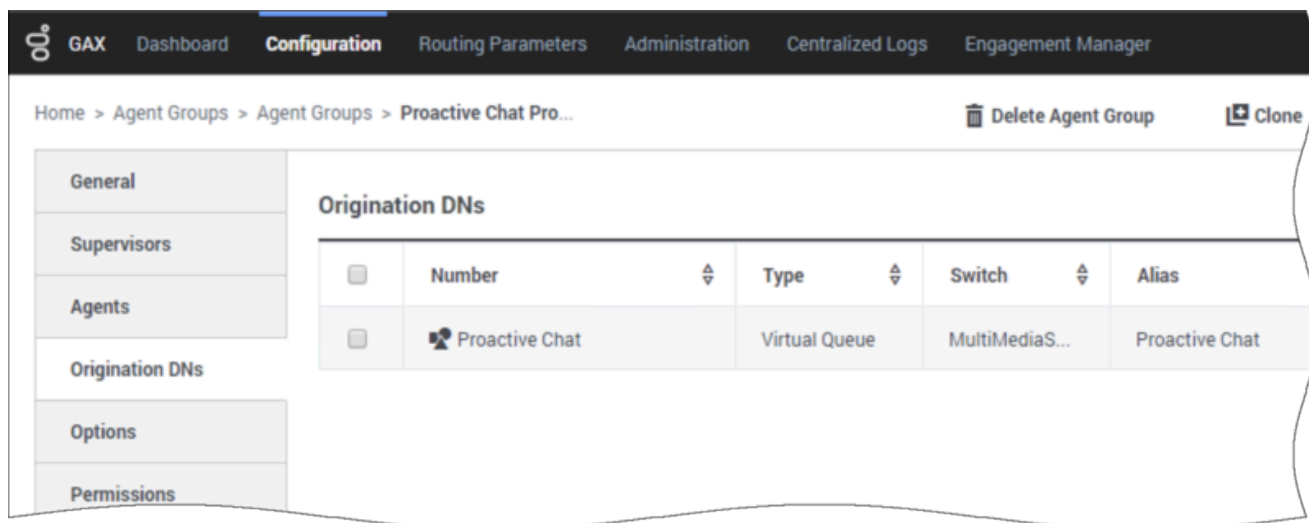 GAX Dashboard Configuration Routing Parameters Administration Centralized Logs Engagement Manager
Home > Agent Groups > Agent Groups > Proactive Chat Pro... Delete Agent Group Clone
General
Supervisors
Agents
Origination DNs
Options
Permissions
Origination DNs
Number Type Switch Alias
Proactive Chat Virtual Queue MultiMediaS... Proactive Chat